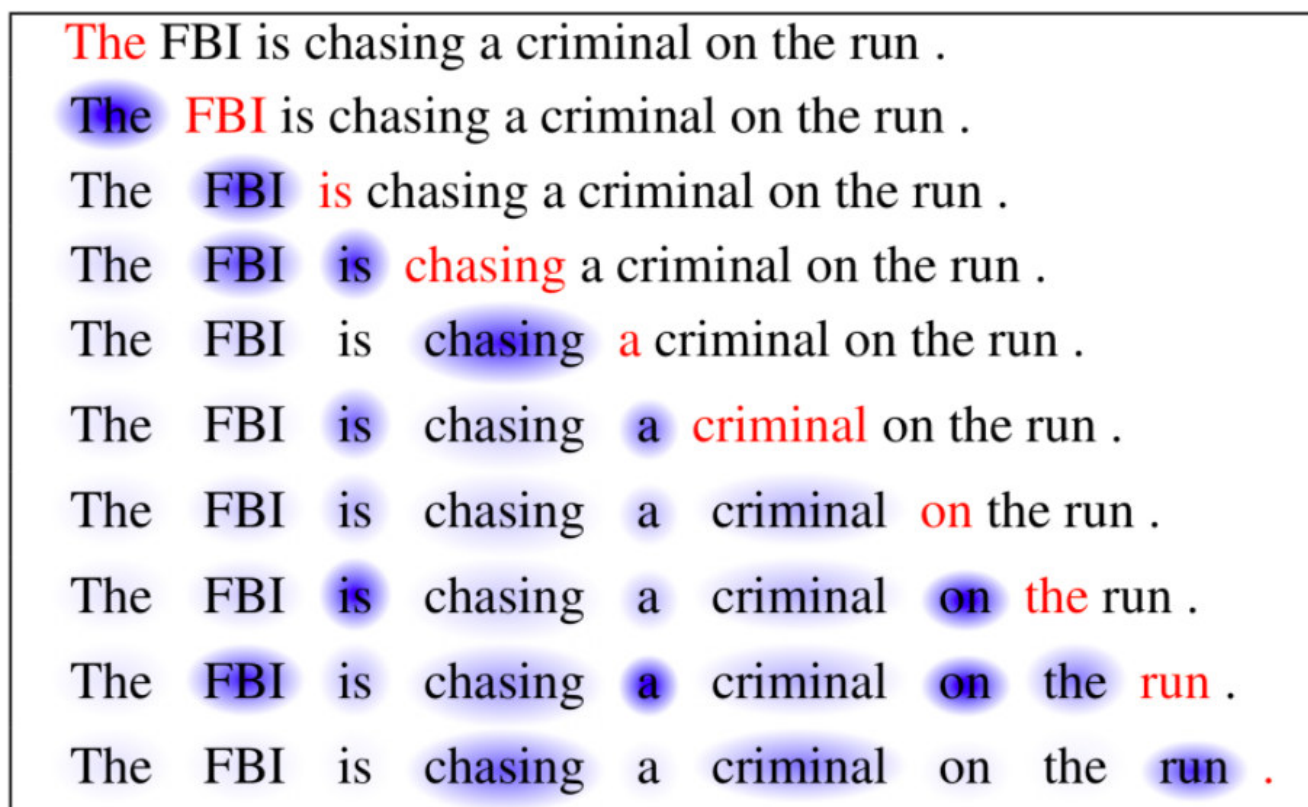 The FBI is chasing a criminal on the run .
The FBI is chasing a criminal on the run .
The FBI is chasing a criminal on the run .
The FBI is chasing a criminal on the run .
The FBI is chasing a criminal on the run .
The FBI is chasing a criminal on the run .
The FBI is chasing a criminal on the run .
The FBI is chasing a criminal on the run .
The FBI is chasing a criminal on the run .
The FBI is chasing a criminal on the run .